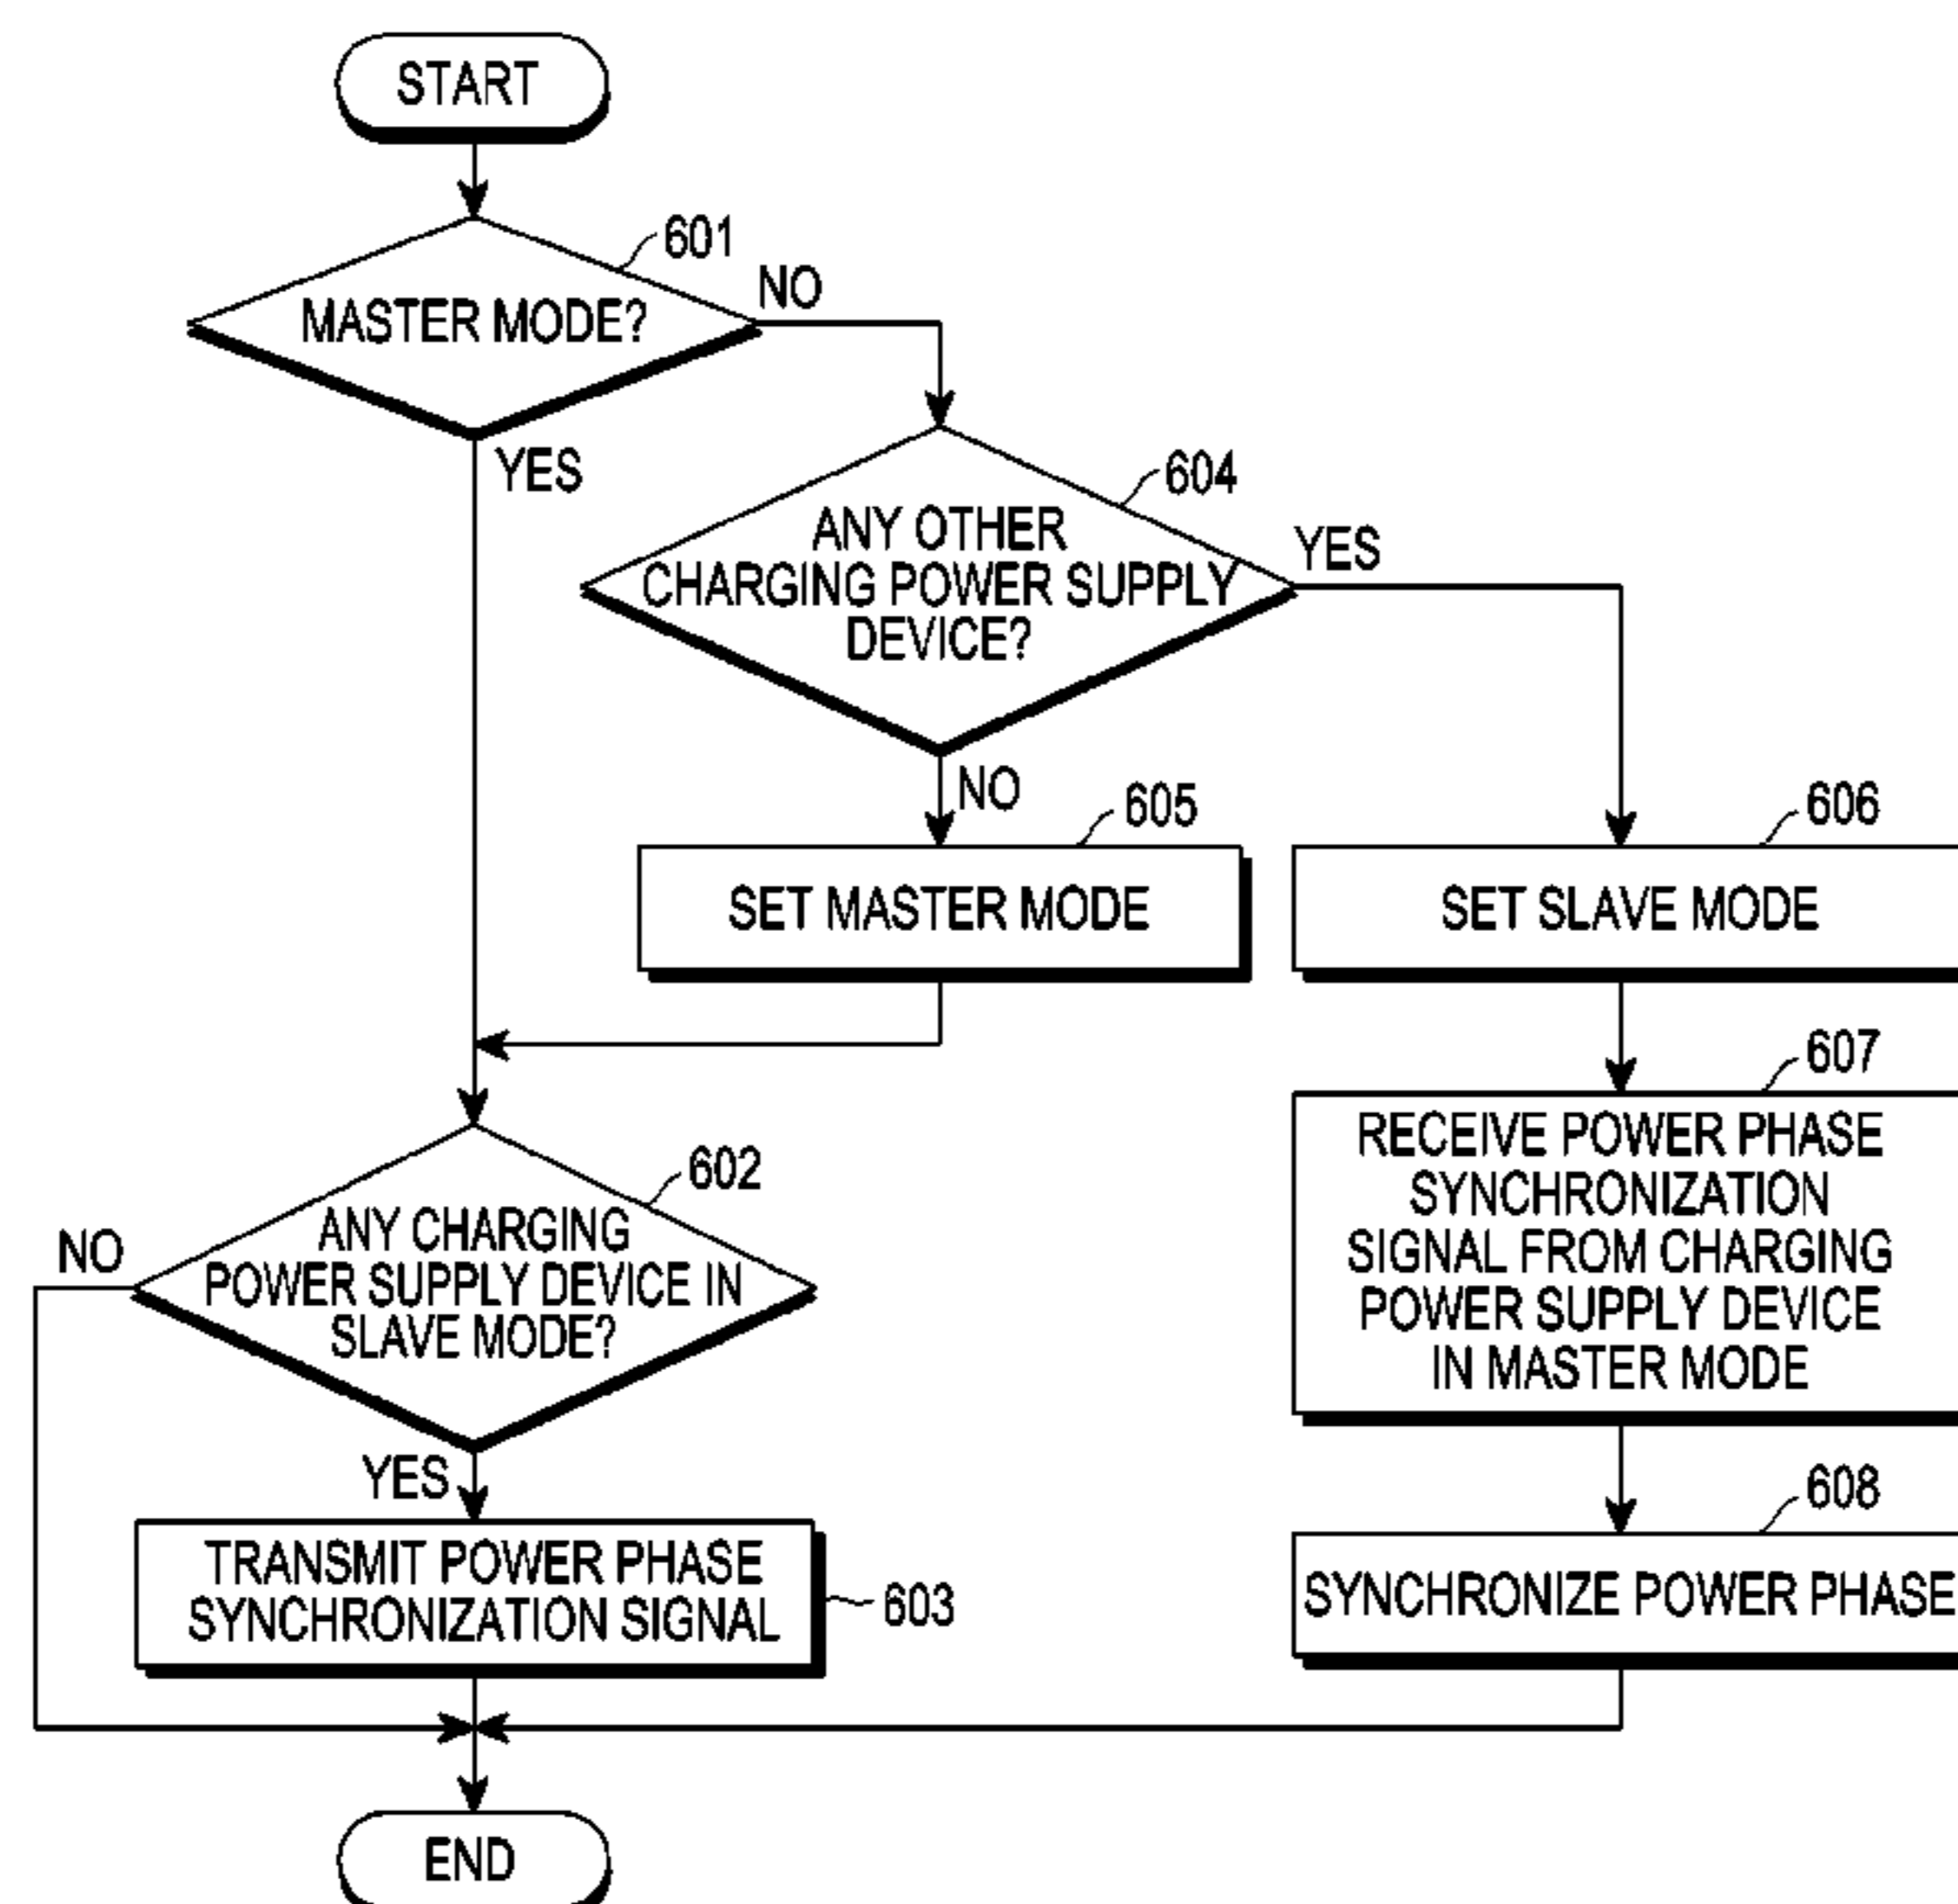 START
601
MASTER MODE?
NO
YES
604
ANY OTHER
CHARGING POWER SUPPLY
DEVICE?
YES
NO
605
SET MASTER MODE
606
SET SLAVE MODE
607
RECEIVE POWER PHASE
SYNCHRONIZATION
SIGNAL FROM CHARGING
POWER SUPPLY DEVICE
IN MASTER MODE
602
ANY CHARGING
POWER SUPPLY DEVICE IN
SLAVE MODE?
NO
YES
TRANSMIT POWER PHASE
SYNCHRONIZATION SIGNAL
603
608
SYNCHRONIZE POWER PHASE
END